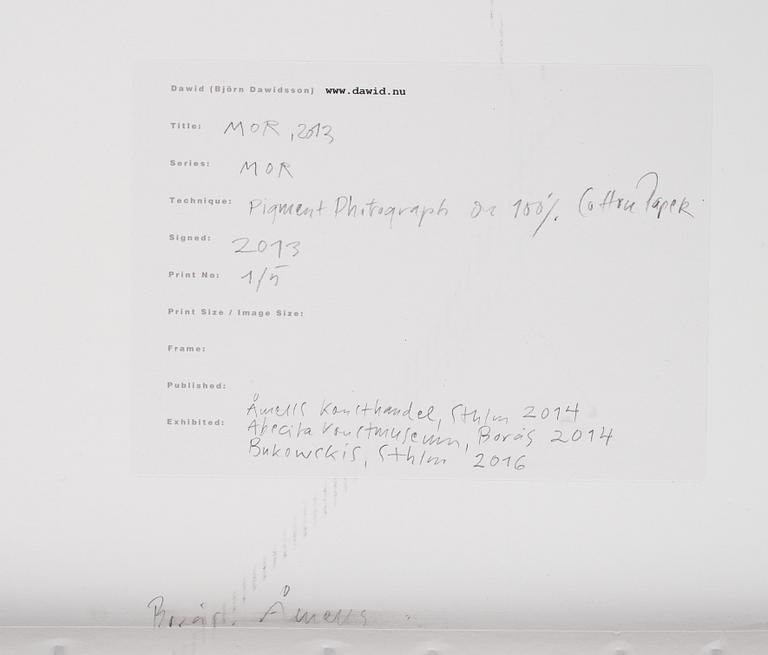 Dawid (Björn Dawidsson) www.dawid.nu
Title: MOR, 2013
Series: MOR
Technique: Pigment Photograph on 100% Cotton Paper
Signed: 2013
Print No: 1/5
Print Size / Image Size:
Frame:
Published:
Åmells Konsthandel, Sthlm 2014
Exhibited: Abecita Konstmuseum, Borås 2014
Bukowskis, Sthlm 2016
Borås. Åmells